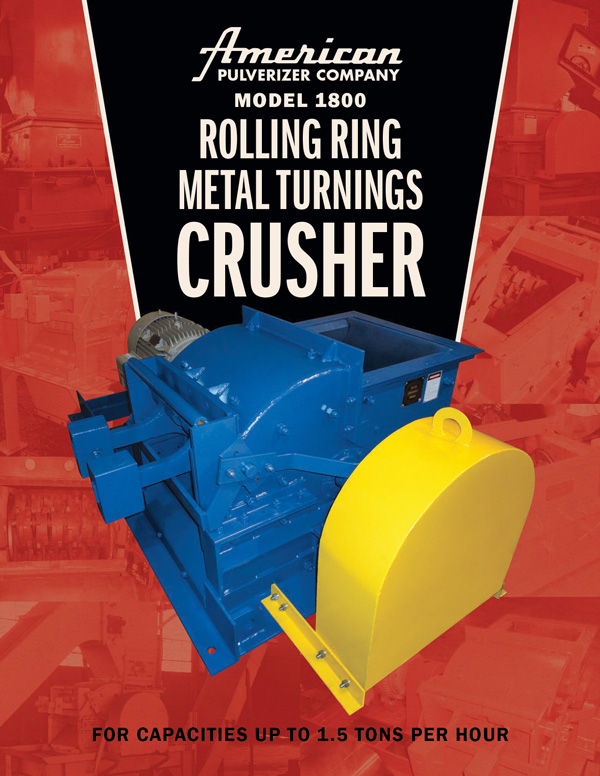 American
PULVERIZER COMPANY
MODEL 1800
ROLLING RING
METAL TURNINGS
CRUSHER
FOR CAPACITIES UP TO 1.5 TONS PER HOUR